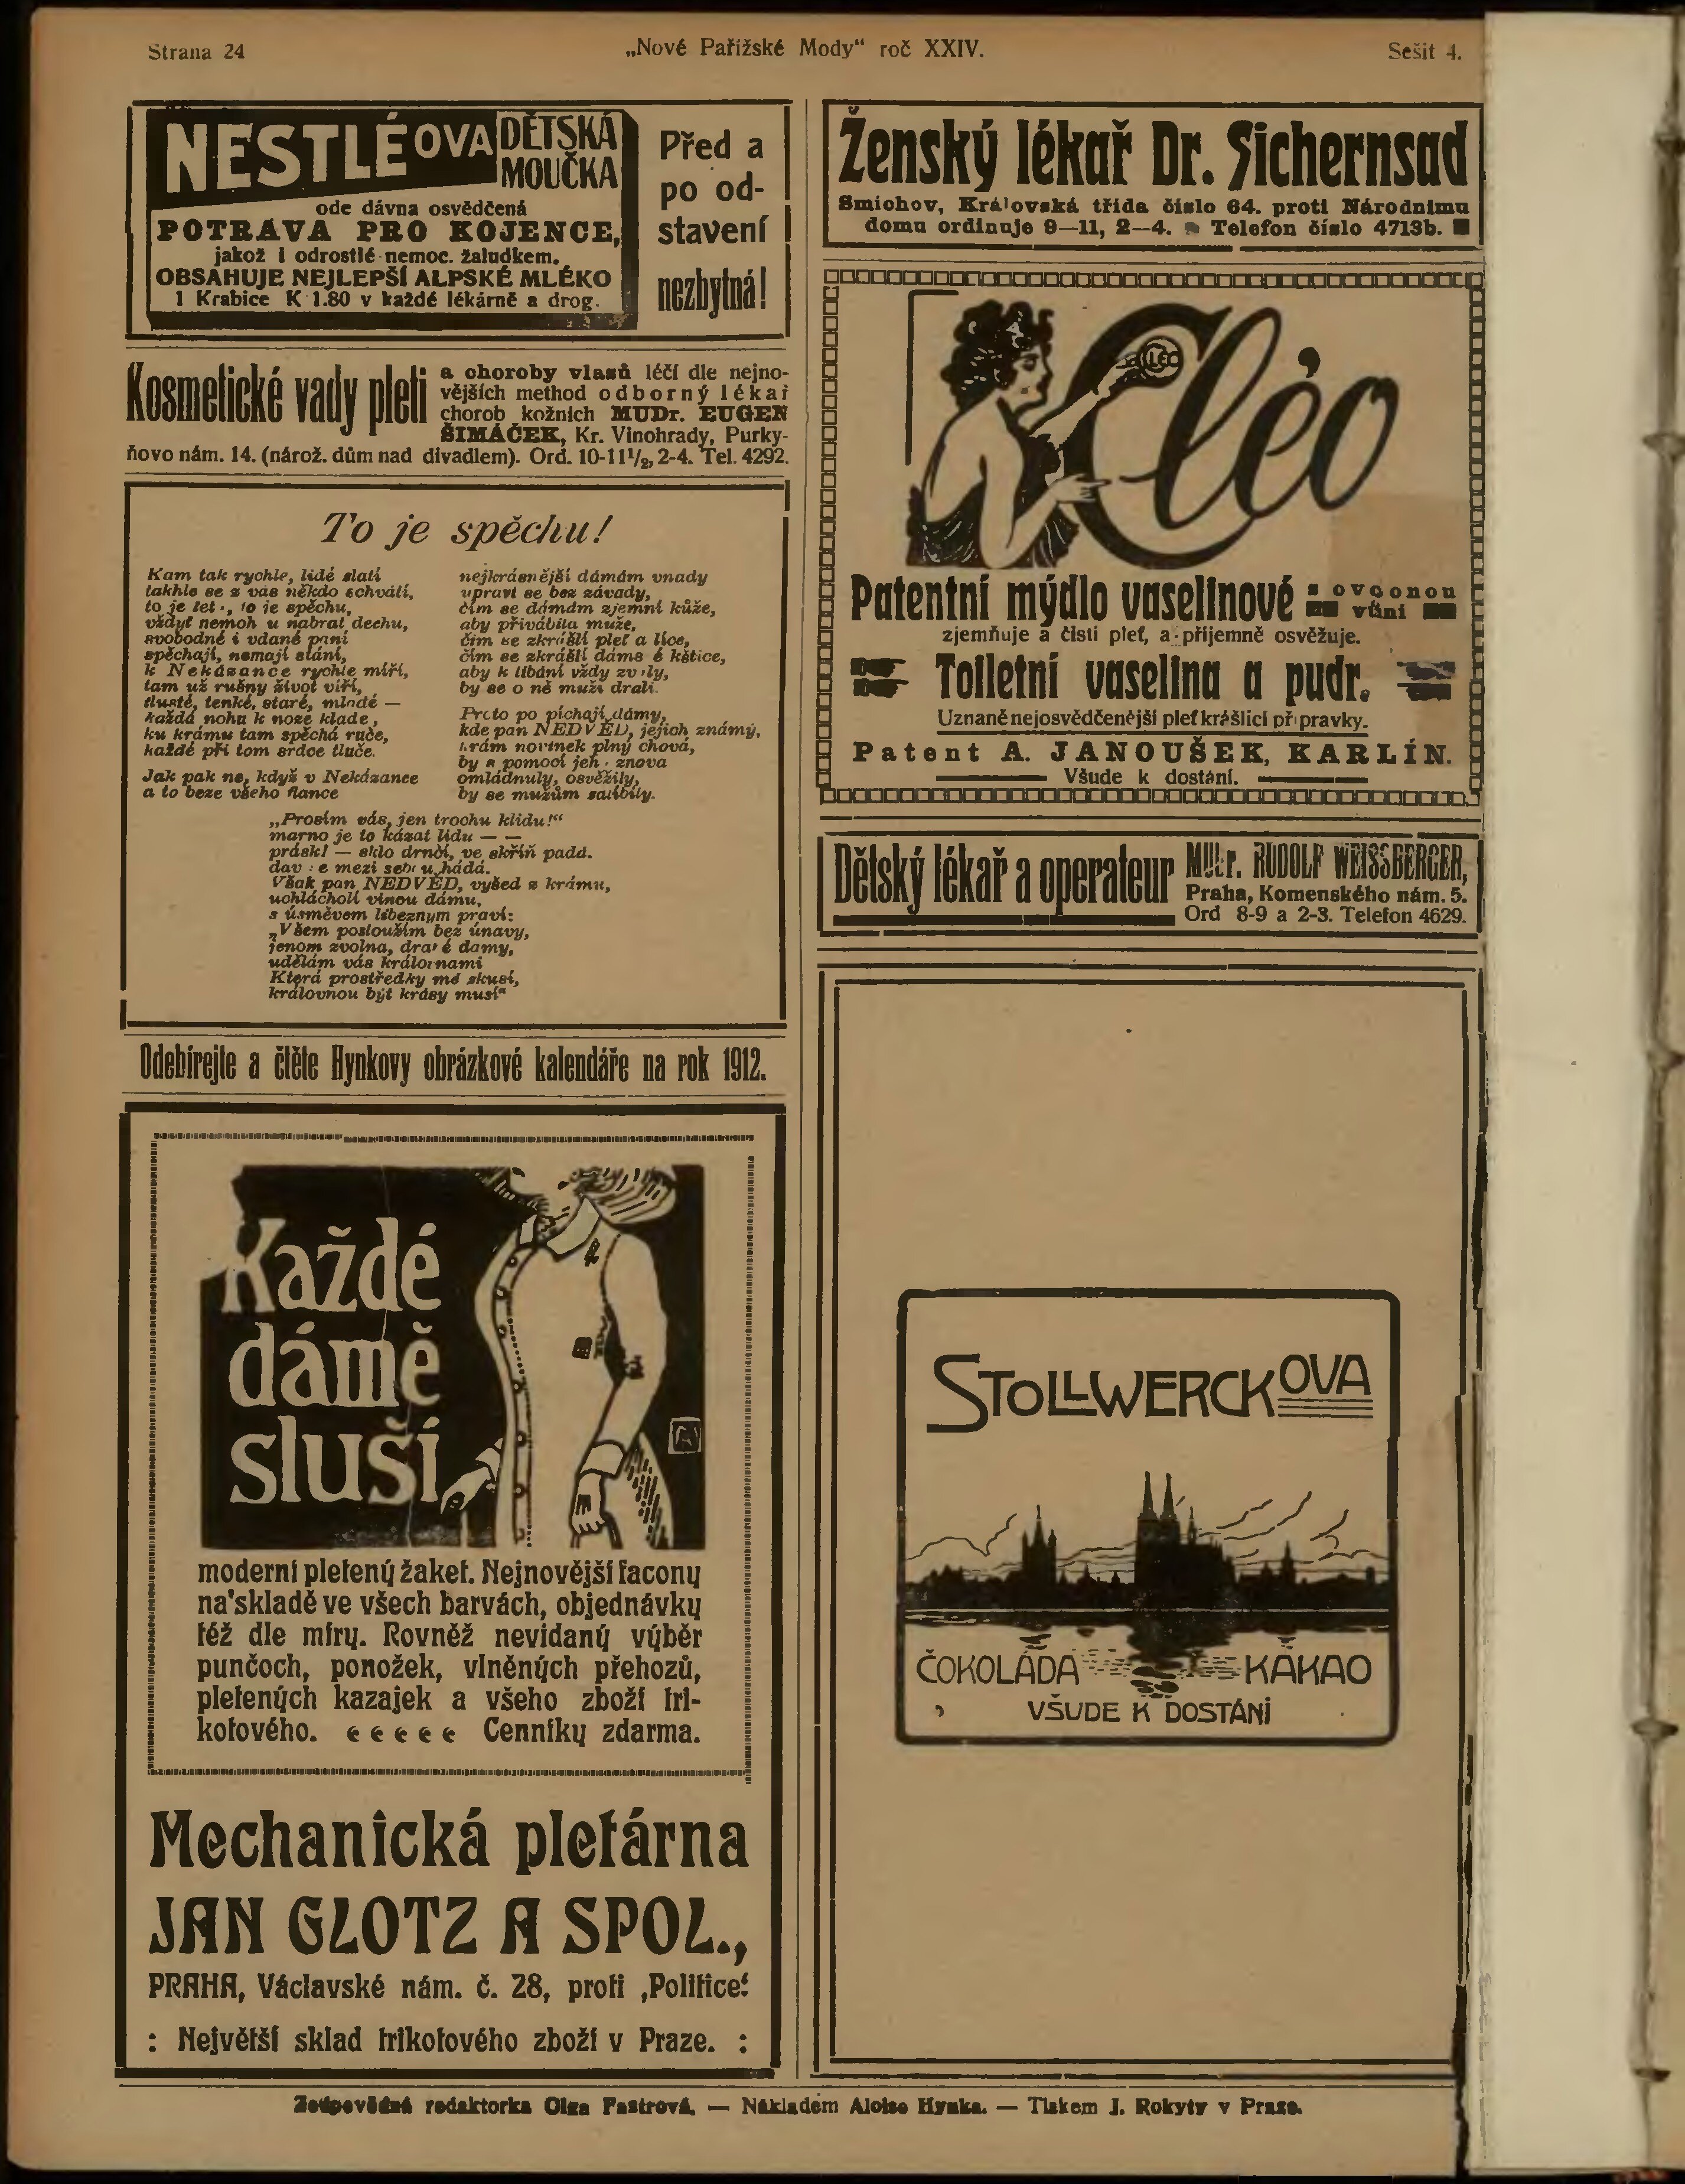 Strana 24
„Nové Pařížské Mody“ roč XXIV.
Sešit 4.
NESTLÉOVA DĚTSKÁ
MOUČKA
ode dávna osvědčená
POTRAVA PRO KOJENCE,
jakož i odrostlé nemoc. žaludkem.
OBSAHUJE NEJLEPŠÍ ALPSKÉ MLÉKO
1 Krabice K 1.80 v každé lékárně a drog.
Před a
po od-
stavení
nezbytná!
Kosmetické vady pleti
a choroby vlasů léčí dle nejno-
vějších method odborný lékař
chorob kožních MUDr. EUGEN
ŠIMÁČEK, Kr. Vinohrady, Purky-
ňovo nám. 14. (nárož. dům nad divadlem). Ord. 10-11½, 2-4. Tel. 4292.
To je spěchu!
Kam tak rychle, lidé zlatí
takhle se z vás někdo schvátí,
to je let, to je spěchu,
vždyť nemoh u nabrat dechu,
svobodné i vdané paní
spěchají, nemají stání,
k Nekázance rychle míří,
tam už rušny život víří,
tlusté, tenké, staré, mladé —
každá nohu k noze klade,
ku krámu tam spěchá ruče,
každé při tom srdce tluče.
Jak pak ne, když v Nekázance
a to beze všeho flance
nejkrásnější dámám vnady
upraví se bez závady,
čím se dámám zjemní kůže,
aby přivábila muže,
čím se zkrášlí pleť a líce,
čím se zkrášlí dáms é kštice,
aby k líbání vždy zvaly,
by se o ně muži drali.
Proto po píchají dámy,
kde pan NEDVĚD, jejich známý,
krám novinek plný chová,
by s pomocí jeh znova
omládnuly, osvěžily,
by se mužům zalíbily.
„Prosím vás, jen trochu klidu!“
marno je to kázat lidu — —
prásk! — sklo drnčí, ve skříň padá.
dav se mezi sebou hádá.
Však pan NEDVĚD, vyšed z krámu,
uchlácholí vinou dámu,
s úsměvem líbeznym praví:
„Všem posloužím bez únavy,
jenom zvolna, drahé damy,
udělám vás královnami
Která prostředky mé zkusí,
královnou být krásy musí“
Odebírejte a čtěte Hynkovy obrázkové kalendáře na rok 1912.
Každé
dámě
sluší
moderní pletený žaket. Nejnovější facony
na skladě ve všech barvách, objednávky
též dle míry. Rovněž nevidaný výběr
punčoch, ponožek, vlněných přehozů,
pletených kazajek a všeho zboží tri-
kotového. Cenníky zdarma.
Mechanická pletárna
JAN GLOTZ A SPOL.,
PRAHA, Václavské nám. č. 28, proti ‚Politice‘
: Největší sklad trikotového zboží v Praze. :
Ženský lékař Dr. Sichernsad
Smíchov, Královská třída číslo 64. proti Národnímu
domu ordinuje 9—11, 2—4. Telefon číslo 4713b.
CLEO
Cleo
Patentní mýdlo vaselinové s ovocnou
vůní
zjemňuje a čistí pleť, a příjemně osvěžuje.
Toiletní vaselina a pudr.
Uznaně nejosvědčenější pleť krášlící přípravky.
Patent A. JANOUŠEK, KARLÍN.
Všude k dostání.
Dětský lékař a operateur
MUDr. RUDOLF WEISSBERGER,
Praha, Komenského nám. 5.
Ord 8-9 a 2-3. Telefon 4629.
STOLLWERCKOVA
ČOKOLÁDA KAKAO
VŠUDE K DOSTÁNÍ
Zodpovědná redaktorka Olga Fastrová. — Nákladem Aloise Hynka. — Tiskem J. Rokyty v Praze.